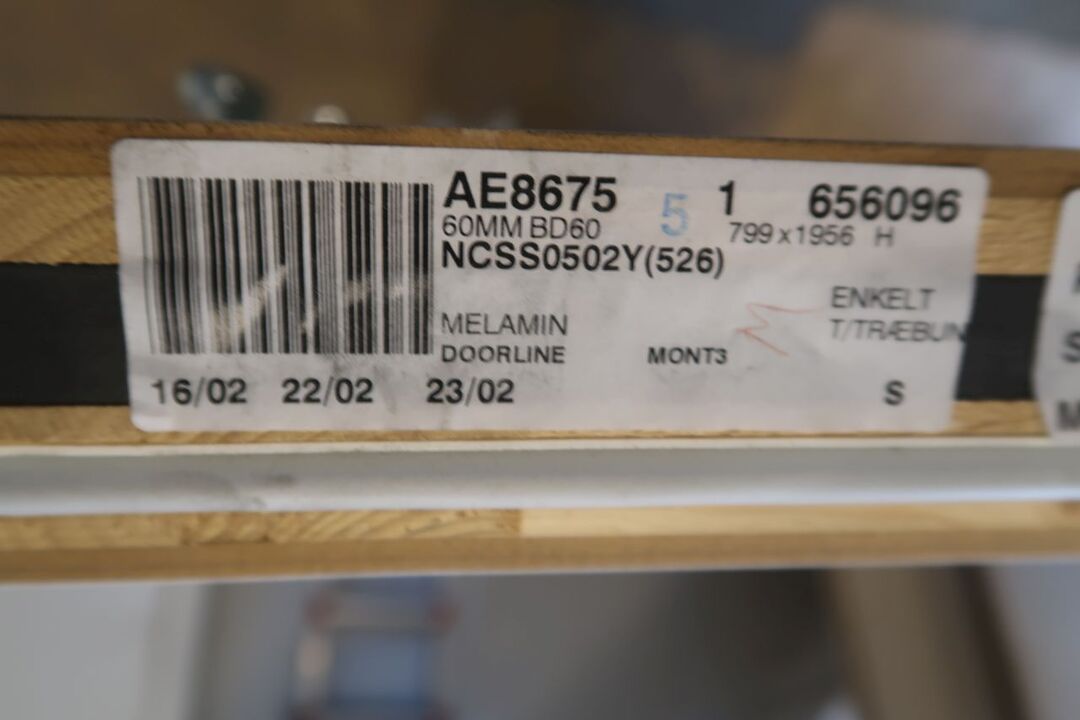 AE8675 5 1 656096
60MM BD60 799x1956 H
NCSS0502Y(526)
ENKELT
MELAMIN M T/TRÆBUN
DOORLINE MONT3
16/02 22/02 23/02 S